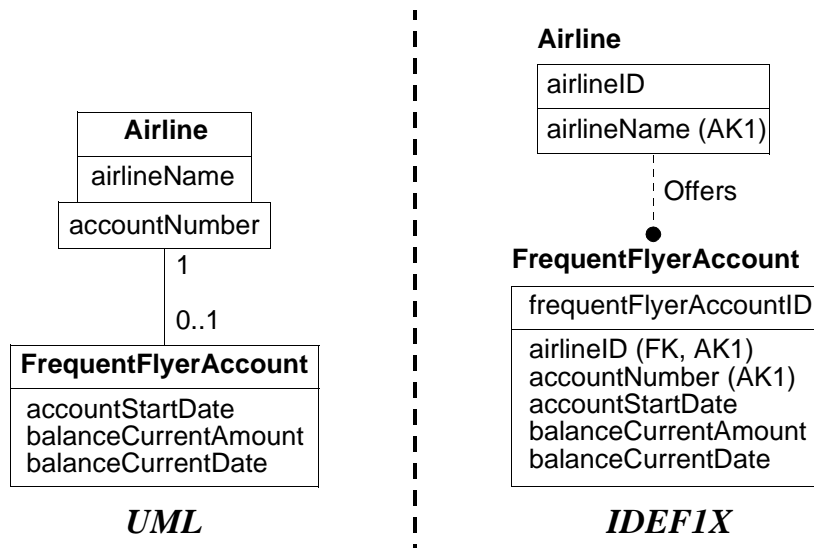 Airline
airlineName
accountNumber
1
0..1
FrequentFlyerAccount
accountStartDate
balanceCurrentAmount
balanceCurrentDate
UML
Airline
airlineID
airlineName (AK1)
Offers
FrequentFlyerAccount
frequentFlyerAccountID
airlineID (FK, AK1)
accountNumber (AK1)
accountStartDate
balanceCurrentAmount
balanceCurrentDate
IDEF1X